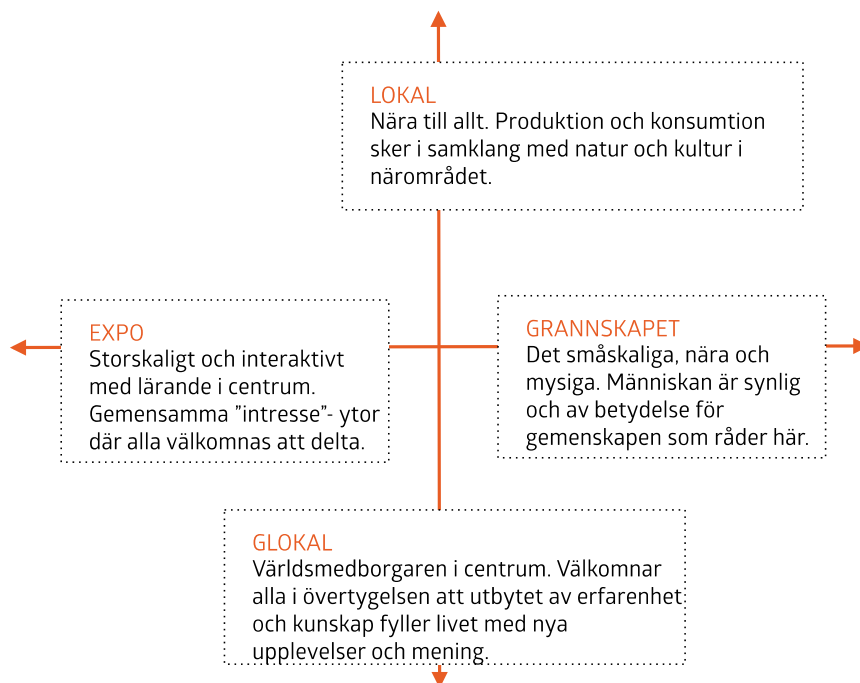 LOKAL
Nära till allt. Produktion och konsumtion
sker i samklang med natur och kultur i
närområdet.
EXPO
Storskaligt och interaktivt
med lärande i centrum.
Gemensamma ”intresse”- ytor
där alla välkomnas att delta.
GRANNSKAPET
Det småskaliga, nära och
mysiga. Människan är synlig
och av betydelse för
gemenskapen som råder här.
GLOKAL
Världsmedborgaren i centrum. Välkomnar
alla i övertygelsen att utbytet av erfarenhet
och kunskap fyller livet med nya
upplevelser och mening.